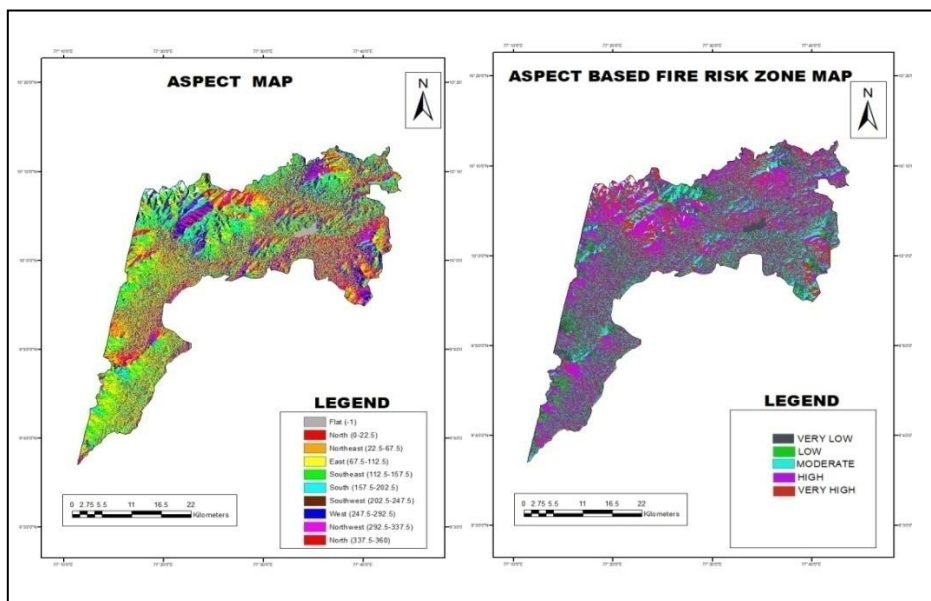 ASPECT MAP
N
LEGEND
Flat (-1)
North (0-22.5)
Northeast (22.5-67.5)
East (67.5-112.5)
Southeast (112.5-157.5)
South (157.5-202.5)
Southwest (202.5-247.5)
West (247.5-292.5)
Northwest (292.5-337.5)
North (337.5-360)
0 2.75 5.5 11 16.5 22
Kilometers
ASPECT BASED FIRE RISK ZONE MAP
N
LEGEND
VERY LOW
LOW
MODERATE
HIGH
VERY HIGH
0 2.75 5.5 11 16.5 22
Kilometers